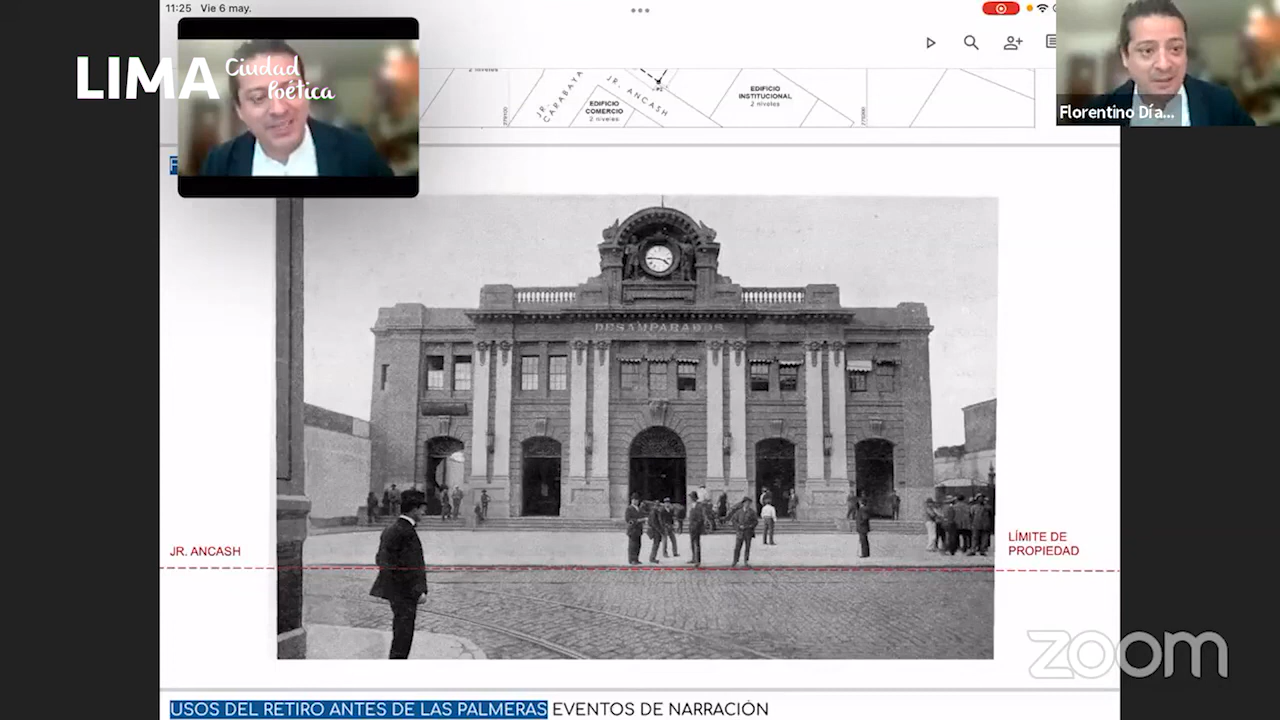 11:25 Vie 6 may.
LIMA Ciudad Poética
Florentino Día...
2 niveles
JR. CARABAYA
JR. ANCASH
EDIFICIO
COMERCIO
2 niveles
EDIFICIO
INSTITUCIONAL
2 niveles
DESAMPARADOS
JR. ANCASH
LÍMITE DE
PROPIEDAD
zoom
USOS DEL RETIRO ANTES DE LAS PALMERAS EVENTOS DE NARRACIÓN